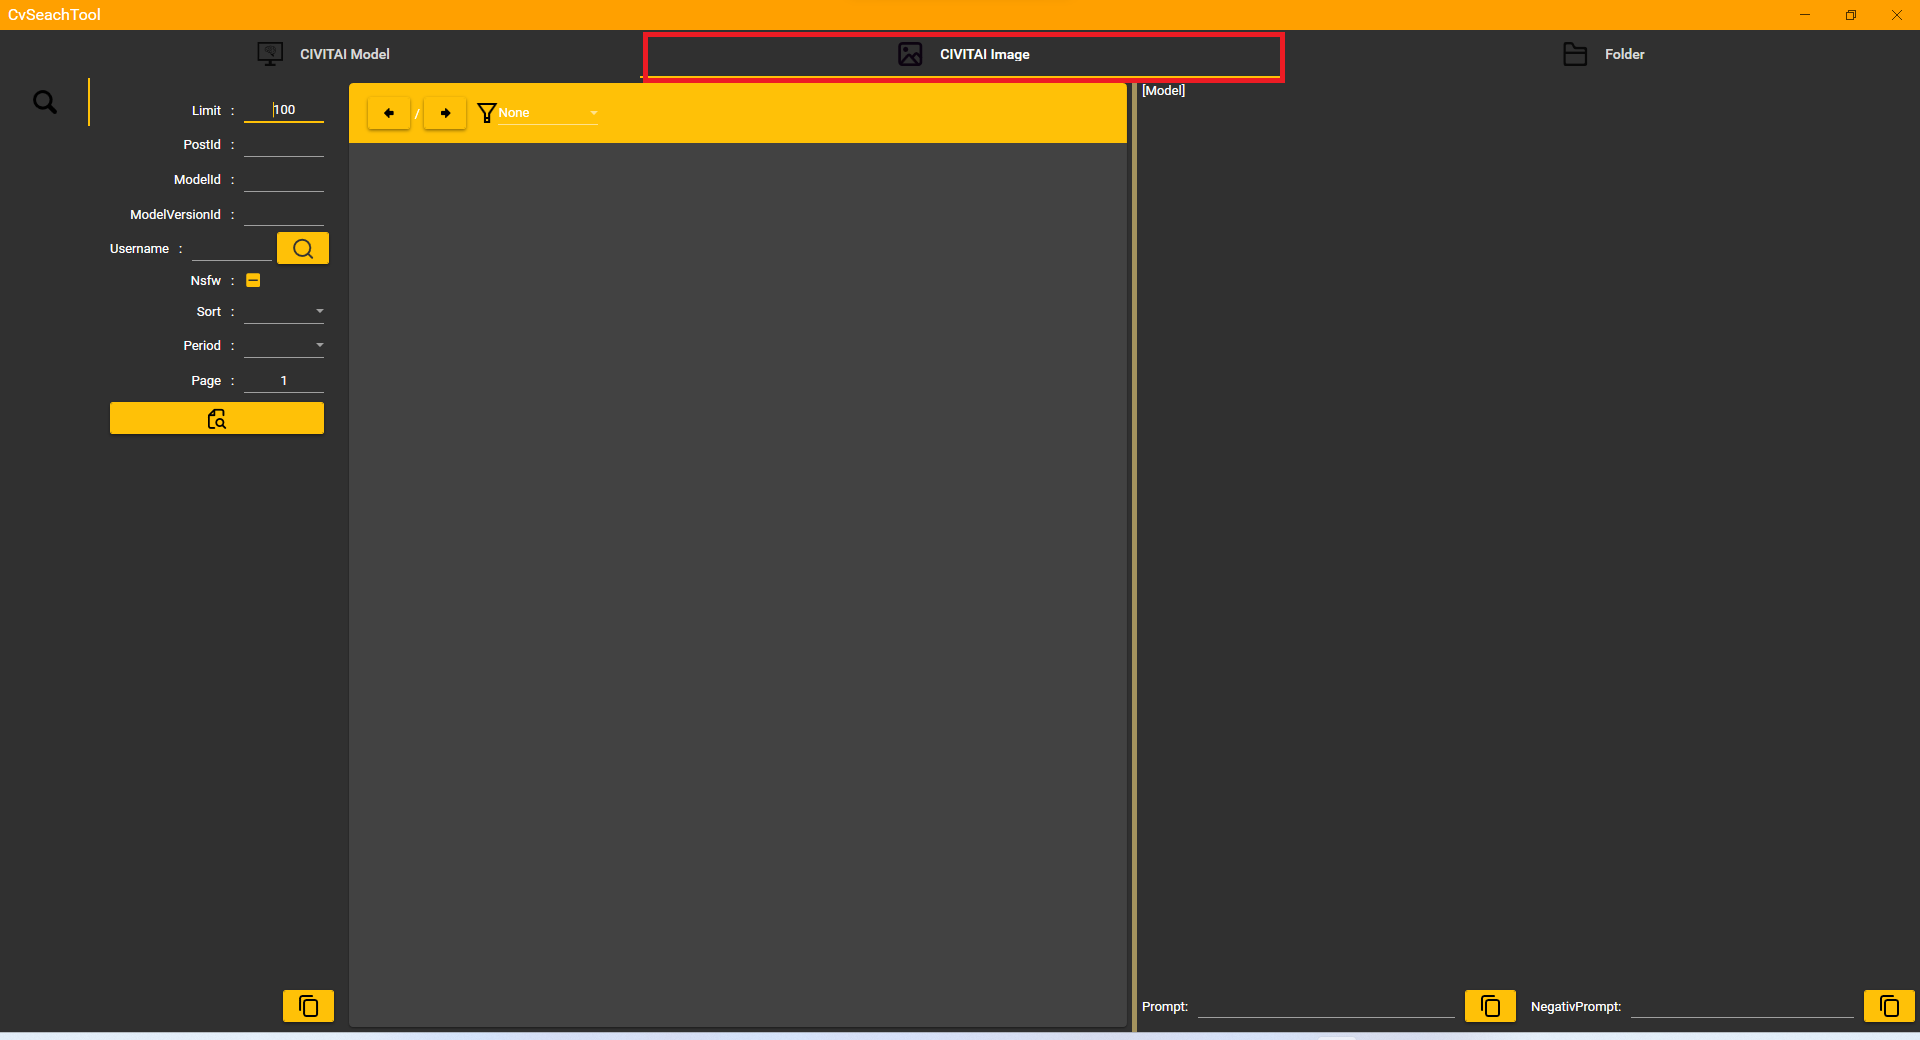 CvSeachTool
CIVITAI Model
CIVITAI Image
Folder
Limit : 100
PostId :
ModelId :
ModelVersionId :
Username :
Nsfw :
Sort :
Period :
Page : 1
/ None
[Model]
Prompt:
NegativPrompt: